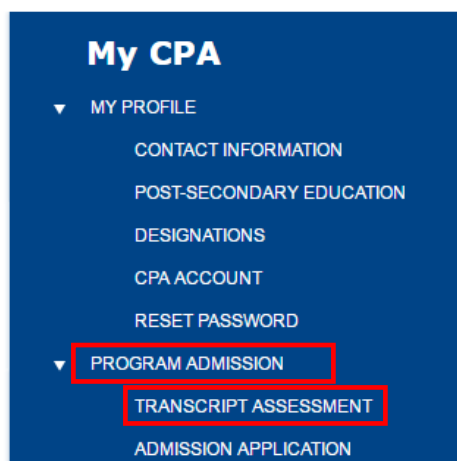 My CPA
MY PROFILE
CONTACT INFORMATION
POST-SECONDARY EDUCATION
DESIGNATIONS
CPA ACCOUNT
RESET PASSWORD
PROGRAM ADMISSION
TRANSCRIPT ASSESSMENT
ADMISSION APPLICATION